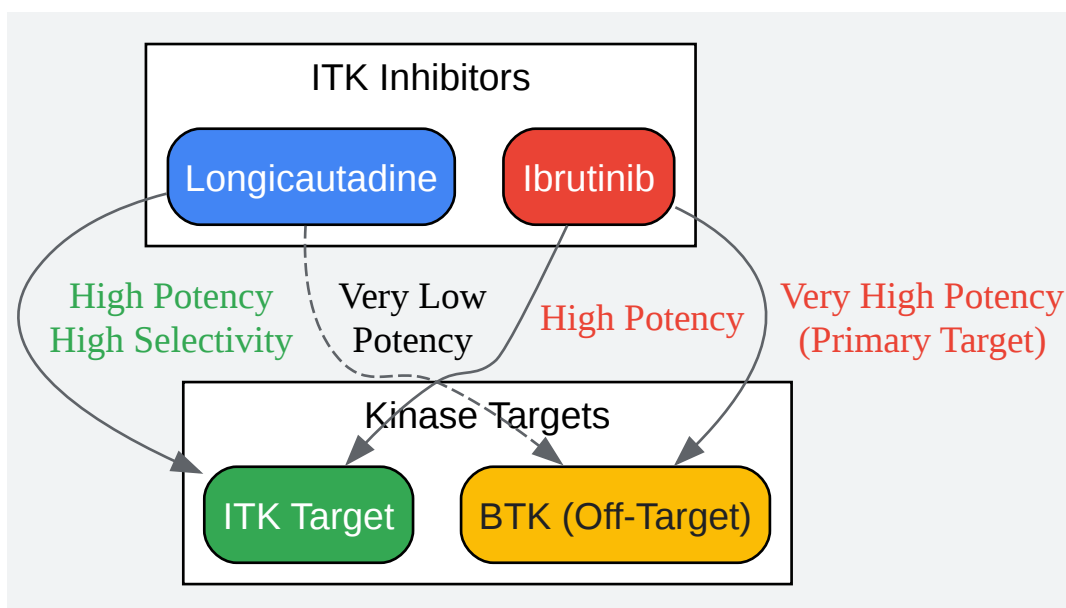 ITK Inhibitors
Longicautadine
Ibrutinib
High Potency
High Selectivity
Very Low
Potency
High Potency
Very High Potency
(Primary Target)
Kinase Targets
ITK Target
BTK (Off-Target)